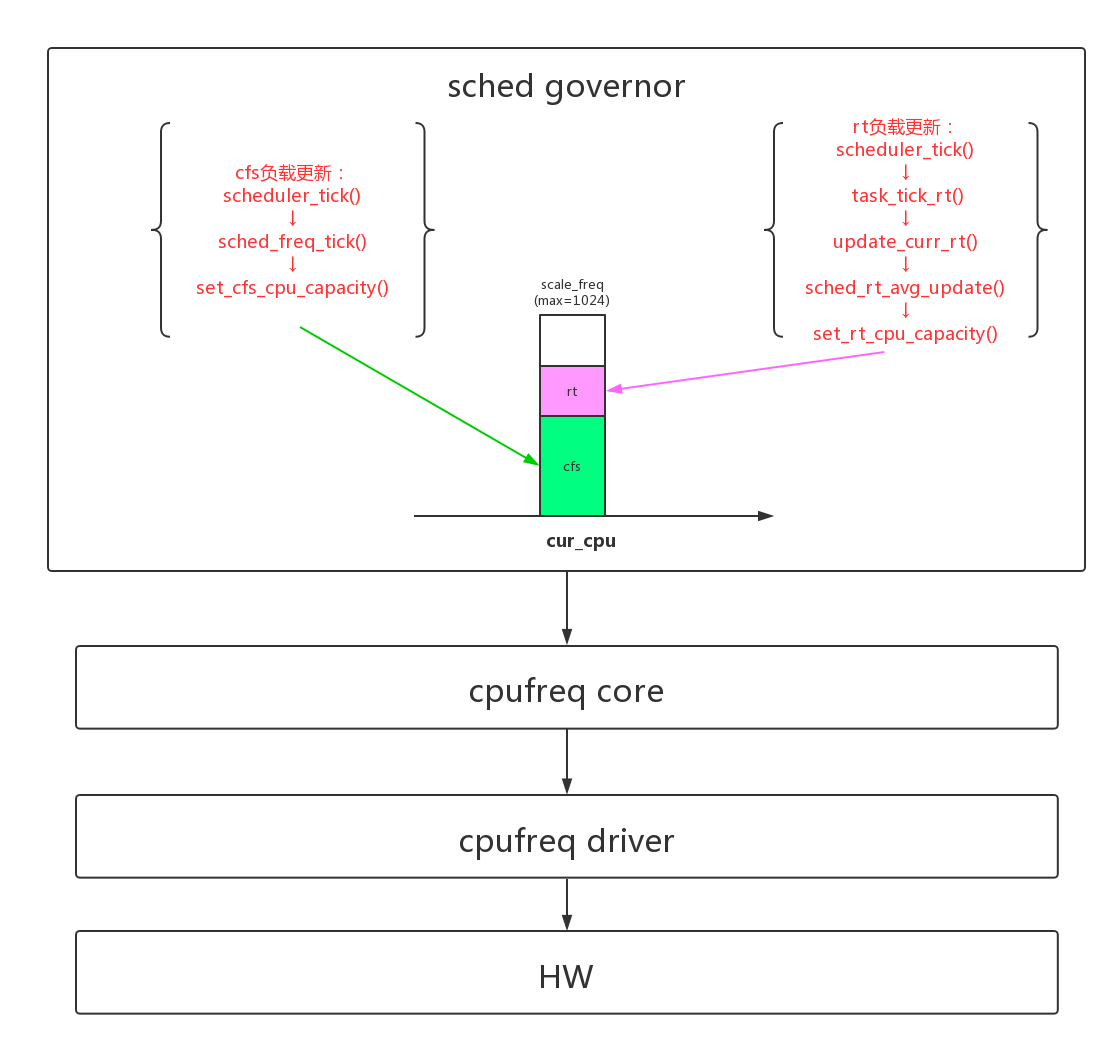 sched governor
cfs负载更新：
scheduler_tick()
↓
sched_freq_tick()
↓
set_cfs_cpu_capacity()
rt负载更新：
scheduler_tick()
↓
task_tick_rt()
↓
update_curr_rt()
↓
sched_rt_avg_update()
↓
set_rt_cpu_capacity()
scale_freq
(max=1024)
rt
cfs
cur_cpu
cpufreq core
cpufreq driver
HW